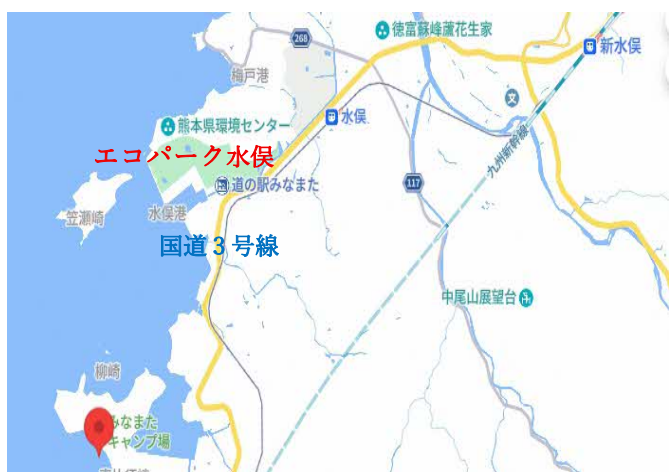 徳富蘇峰蘆花生家
268
新水俣
梅戸港
文
水俣
熊本県環境センター
エコパーク水俣
道の駅みなまた
九州新幹線
117
笠瀬崎
水俣港
国道3号線
中尾山展望台
柳崎
みなまた
キャンプ場